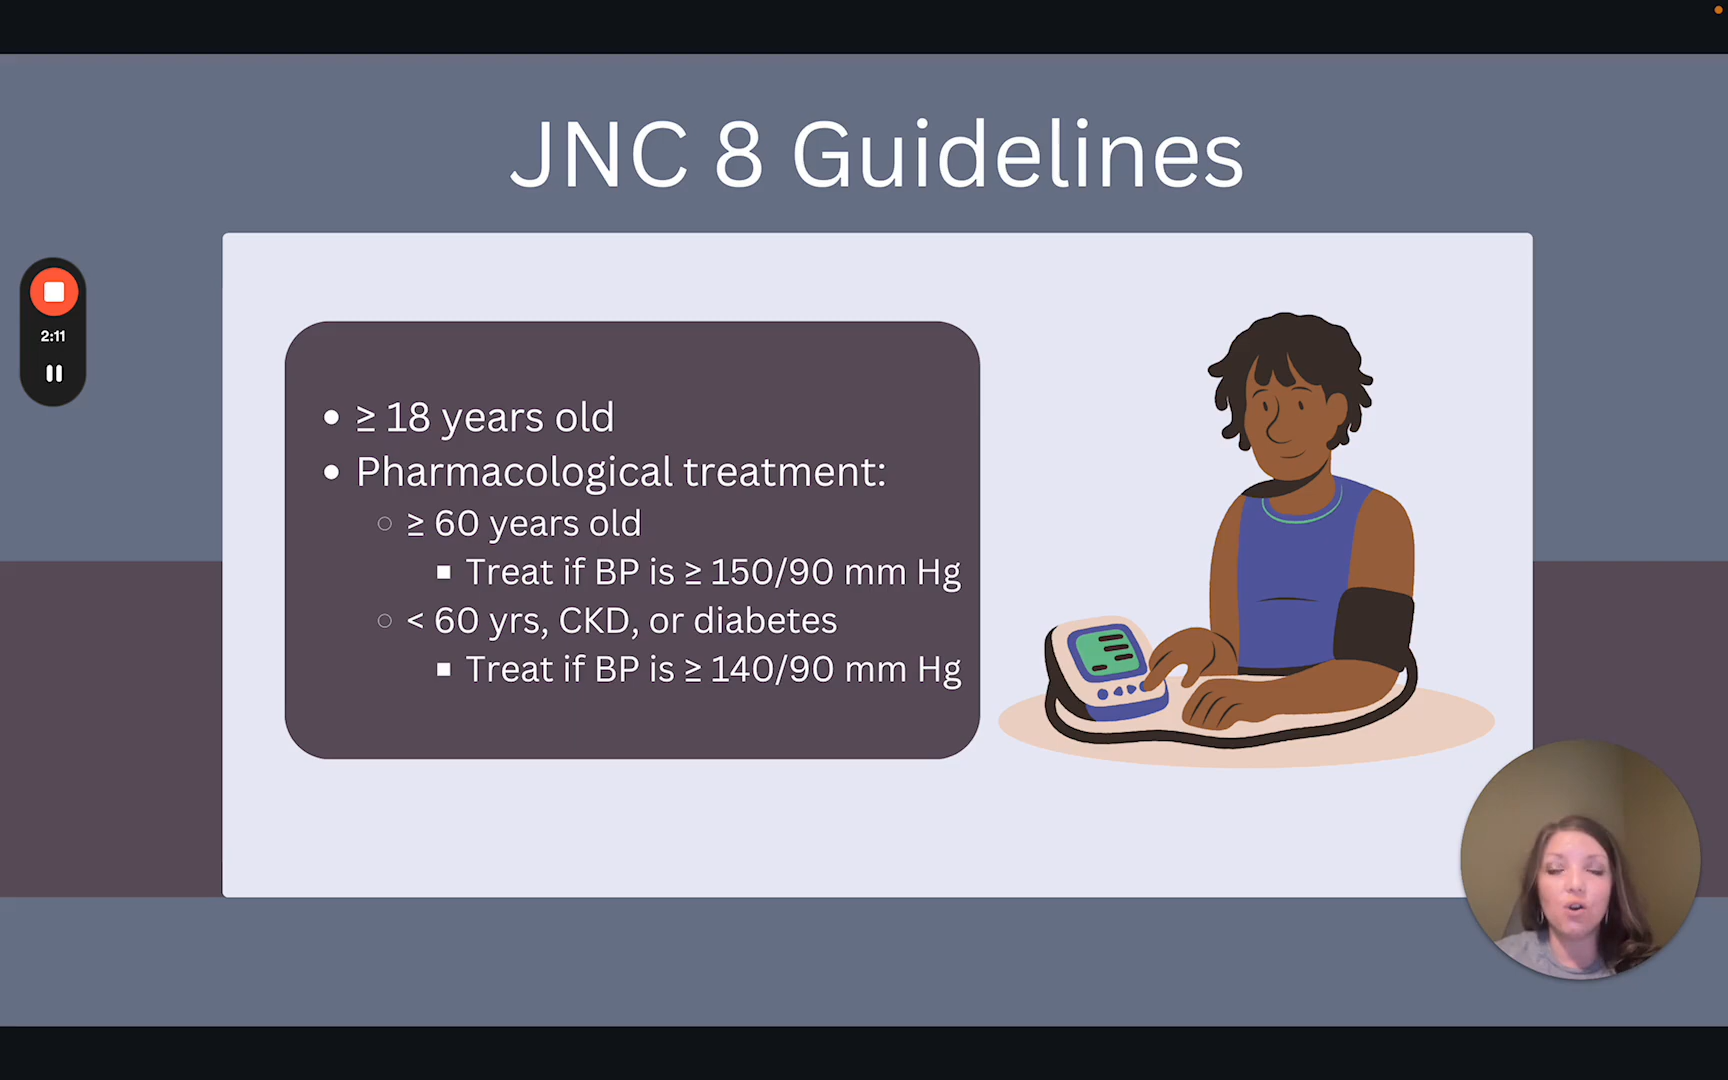 JNC 8 Guidelines
2:11
• ≥ 18 years old
• Pharmacological treatment:
○ ≥ 60 years old
▪ Treat if BP is ≥ 150/90 mm Hg
○ < 60 yrs, CKD, or diabetes
▪ Treat if BP is ≥ 140/90 mm Hg